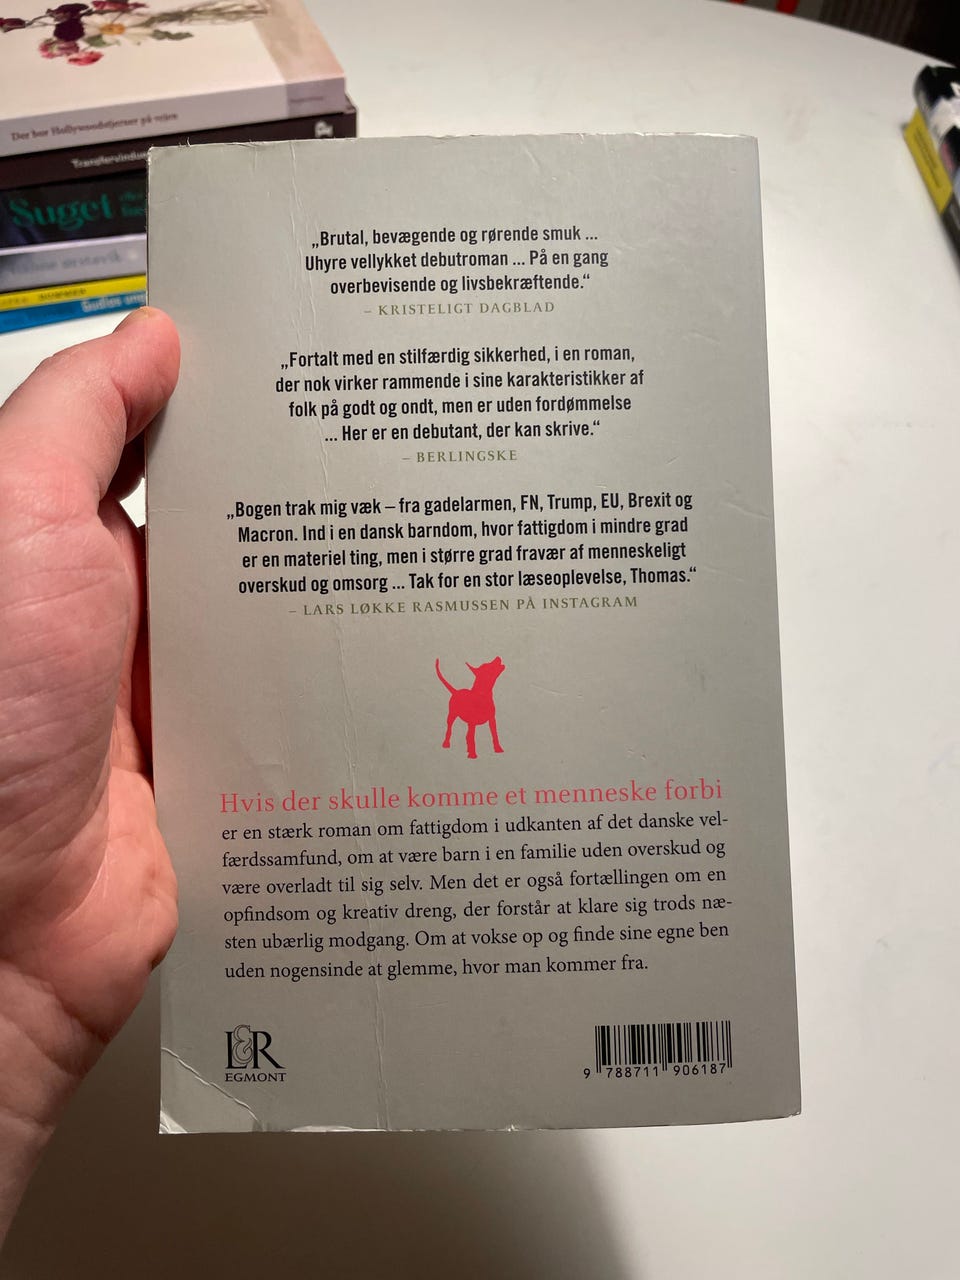 Der bor Hollywoodstjerner på vejen
Suget
„Brutal, bevægende og rørende smuk ...
Uhyre vellykket debutroman ... På en gang
overbevisende og livsbekræftende.“
– KRISTELIGT DAGBLAD
„Fortalt med en stilfærdig sikkerhed, i en roman,
der nok virker rammende i sine karakteristikker af
folk på godt og ondt, men er uden fordømmelse
... Her er en debutant, der kan skrive.“
– BERLINGSKE
„Bogen trak mig væk – fra gadelarmen, FN, Trump, EU, Brexit og
Macron. Ind i en dansk barndom, hvor fattigdom i mindre grad
er en materiel ting, men i større grad fravær af menneskeligt
overskud og omsorg ... Tak for en stor læseoplevelse, Thomas.“
– LARS LØKKE RASMUSSEN PÅ INSTAGRAM
Hvis der skulle komme et menneske forbi
er en stærk roman om fattigdom i udkanten af det danske vel-
færdssamfund, om at være barn i en familie uden overskud og
være overladt til sig selv. Men det er også fortællingen om en
opfindsom og kreativ dreng, der forstår at klare sig trods næ-
sten ubærlig modgang. Om at vokse op og finde sine egne ben
uden nogensinde at glemme, hvor man kommer fra.
L&R
EGMONT
9 788711 906187